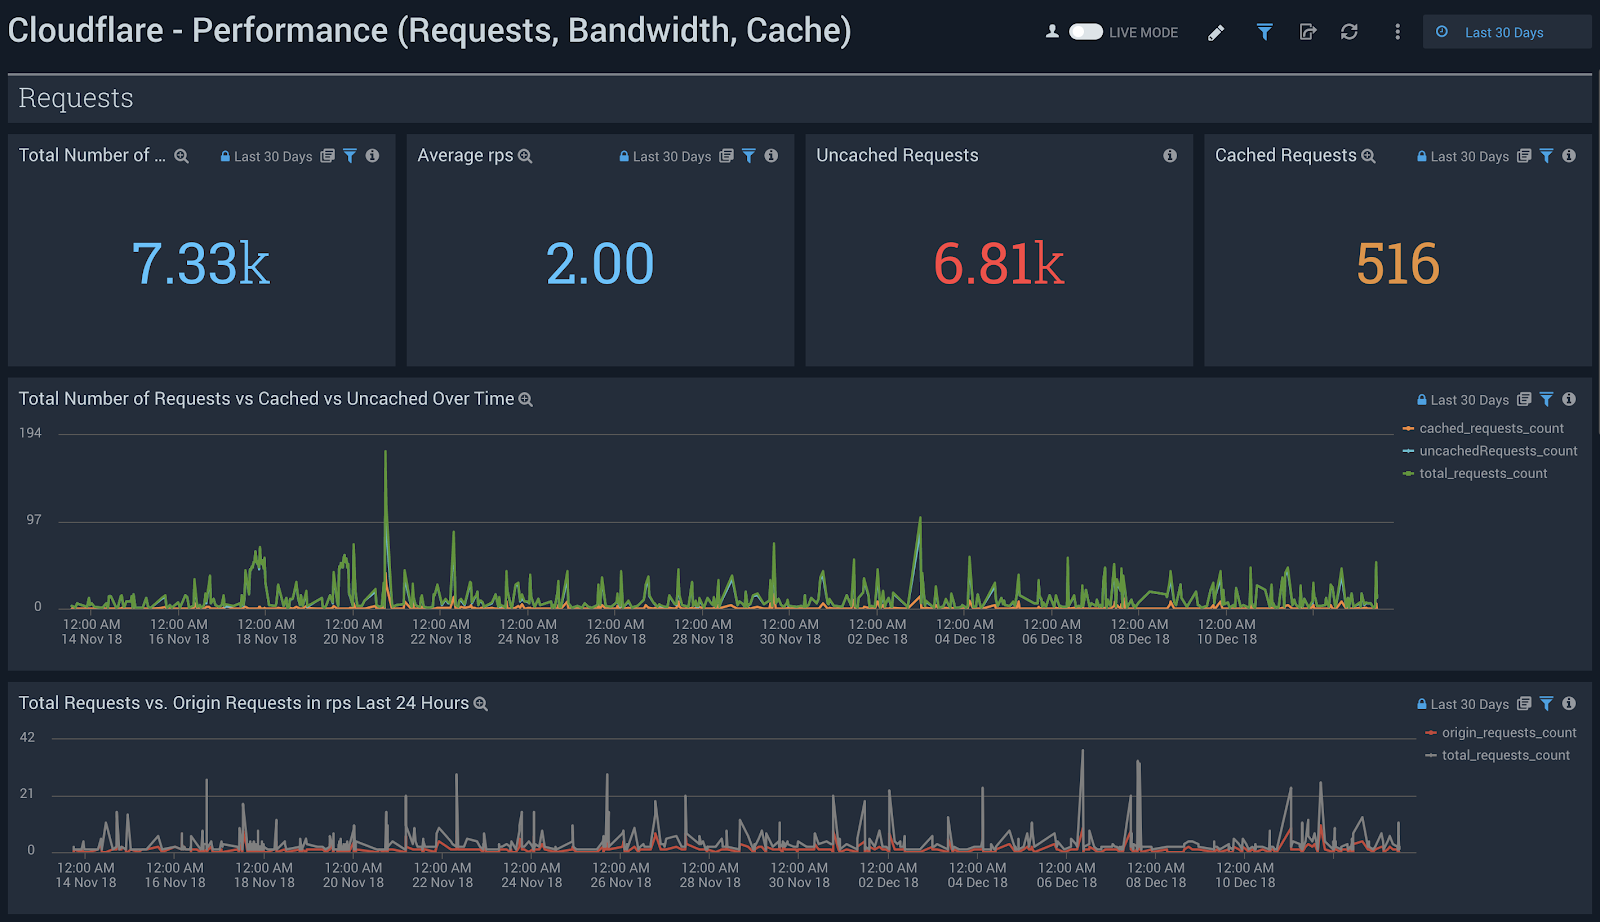 Cloudflare - Performance (Requests, Bandwidth, Cache)
LIVE MODE
Last 30 Days
Requests
Total Number of ...
Last 30 Days
7.33k
Average rps
Last 30 Days
2.00
Uncached Requests
6.81k
Cached Requests
Last 30 Days
516
Total Number of Requests vs Cached vs Uncached Over Time
Last 30 Days
cached_requests_count
uncachedRequests_count
total_requests_count
194
97
0
12:00 AM 12:00 AM 12:00 AM 12:00 AM 12:00 AM 12:00 AM 12:00 AM 12:00 AM 12:00 AM 12:00 AM 12:00 AM 12:00 AM 12:00 AM 12:00 AM
14 Nov 18 16 Nov 18 18 Nov 18 20 Nov 18 22 Nov 18 24 Nov 18 26 Nov 18 28 Nov 18 30 Nov 18 02 Dec 18 04 Dec 18 06 Dec 18 08 Dec 18 10 Dec 18
Total Requests vs. Origin Requests in rps Last 24 Hours
Last 30 Days
origin_requests_count
total_requests_count
42
21
0
12:00 AM 12:00 AM 12:00 AM 12:00 AM 12:00 AM 12:00 AM 12:00 AM 12:00 AM 12:00 AM 12:00 AM 12:00 AM 12:00 AM 12:00 AM 12:00 AM
14 Nov 18 16 Nov 18 18 Nov 18 20 Nov 18 22 Nov 18 24 Nov 18 26 Nov 18 28 Nov 18 30 Nov 18 02 Dec 18 04 Dec 18 06 Dec 18 08 Dec 18 10 Dec 18